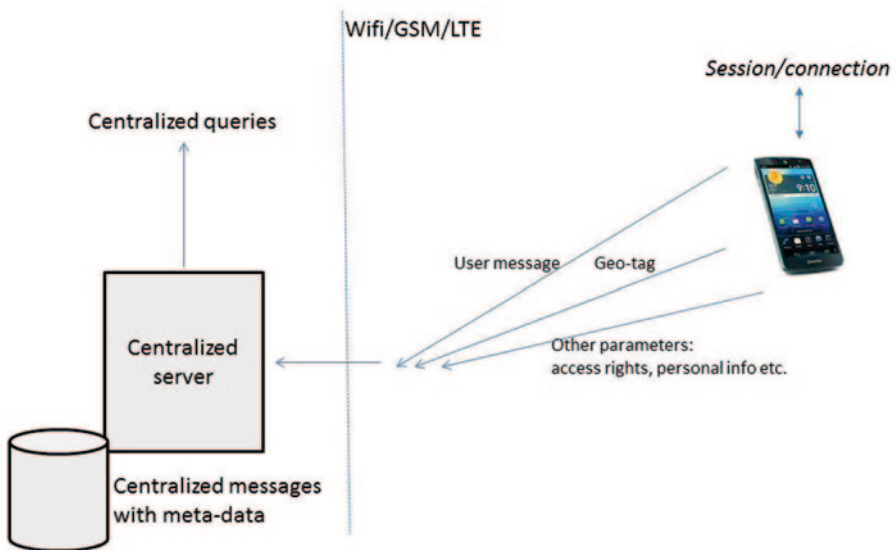 Wifi/GSM/LTE
Session/connection
Centralized queries
9:10
User message
Geo-tag
Other parameters:
access rights, personal info etc.
Centralized
server
Centralized messages
with meta-data